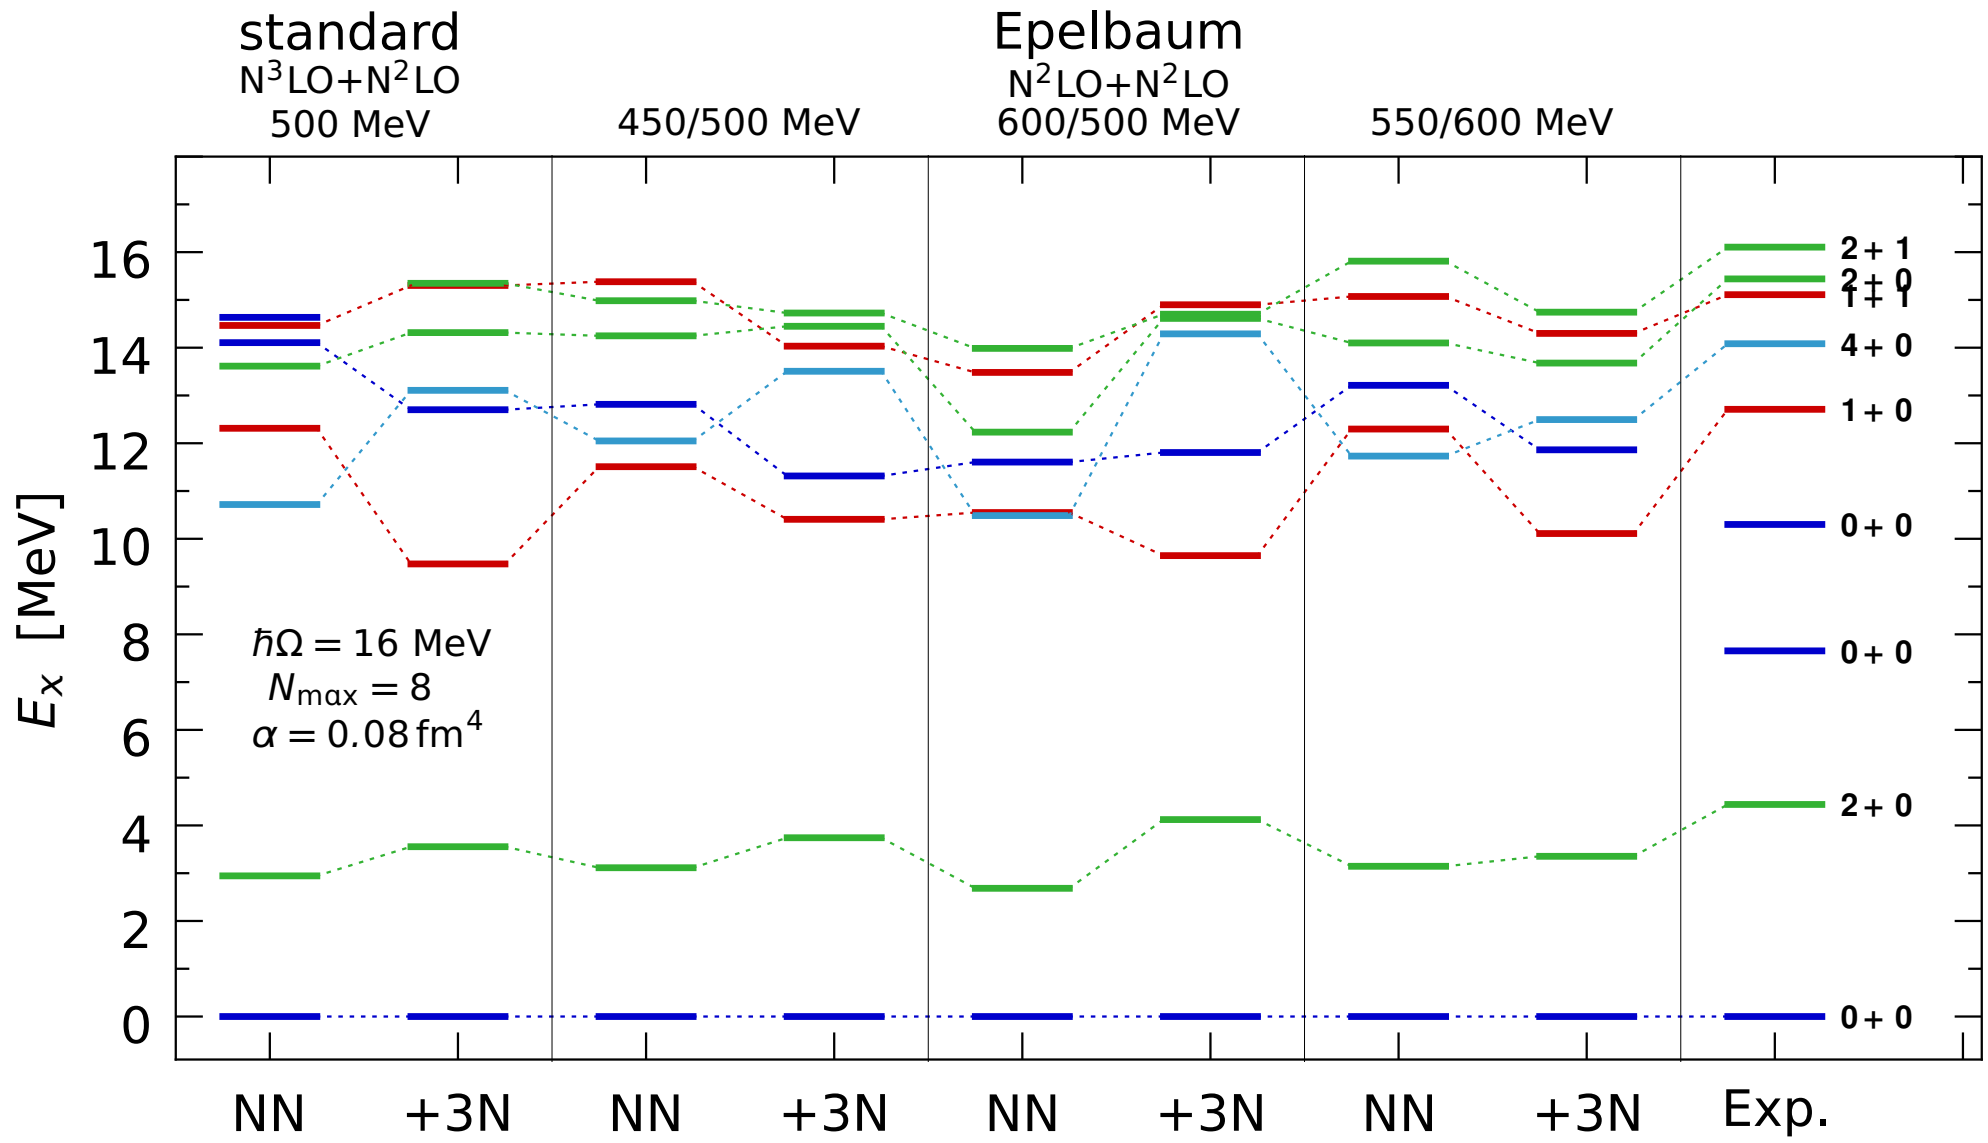 standard
N³LO+N²LO
500 MeV
Epelbaum
N²LO+N²LO
450/500 MeV
600/500 MeV
550/600 MeV
16
14
12
10
8
6
4
2
0
Eₓ [MeV]
ℏΩ = 16 MeV
Nmax = 8
α = 0.08 fm⁴
2+ 1
2+ 0
1+ 1
4+ 0
1+ 0
0+ 0
0+ 0
2+ 0
0+ 0
NN
+3N
NN
+3N
NN
+3N
NN
+3N
Exp.